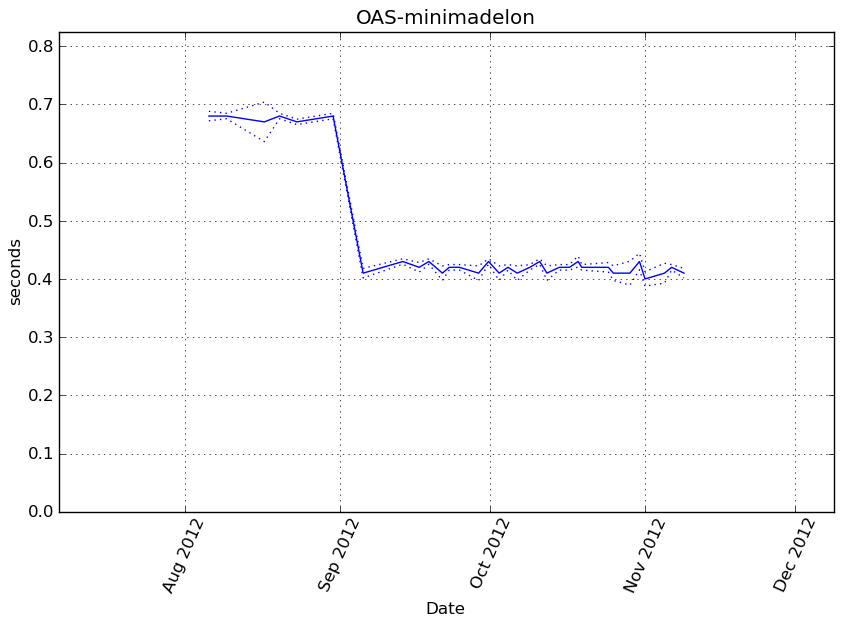 OAS-minimadelon
0.8
0.7
0.6
0.5
0.4
0.3
0.2
0.1
0.0
seconds
Aug 2012
Sep 2012
Oct 2012
Nov 2012
Dec 2012
Date